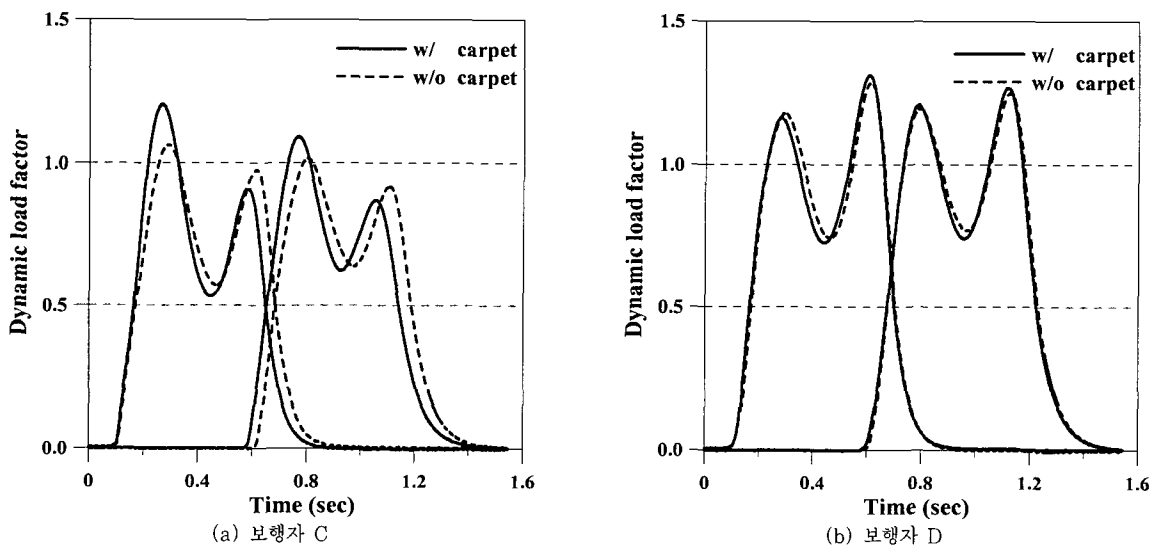 1.5
1.0
0.5
0.0
Dynamic load factor
w/ carpet
w/o carpet
0
0.4
0.8
1.2
1.6
Time (sec)
(a) 보행자 C
1.5
1.0
0.5
0.0
Dynamic load factor
w/ carpet
w/o carpet
0
0.4
0.8
1.2
1.6
Time (sec)
(b) 보행자 D